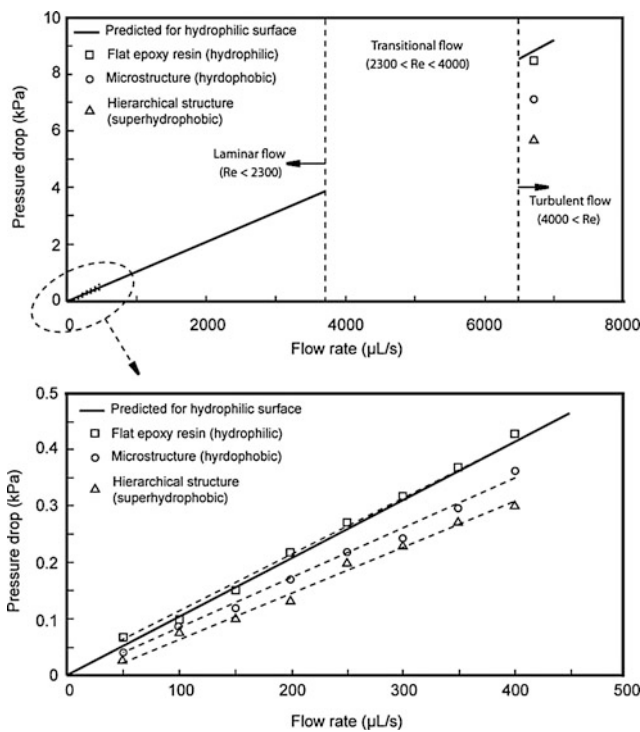 10
8
6
4
2
0
Pressure drop (kPa)
Predicted for hydrophilic surface
Flat epoxy resin (hydrophilic)
Microstructure (hyrdophobic)
Hierarchical structure
(superhydrophobic)
Transitional flow
(2300 < Re < 4000)
Laminar flow
(Re < 2300)
Turbulent flow
(4000 < Re)
0 2000 4000 6000 8000
Flow rate (µL/s)
0.5
0.4
0.3
0.2
0.1
0
Pressure drop (kPa)
Predicted for hydrophilic surface
Flat epoxy resin (hydrophilic)
Microstructure (hyrdophobic)
Hierarchical structure
(superhydrophobic)
0 100 200 300 400 500
Flow rate (µL/s)